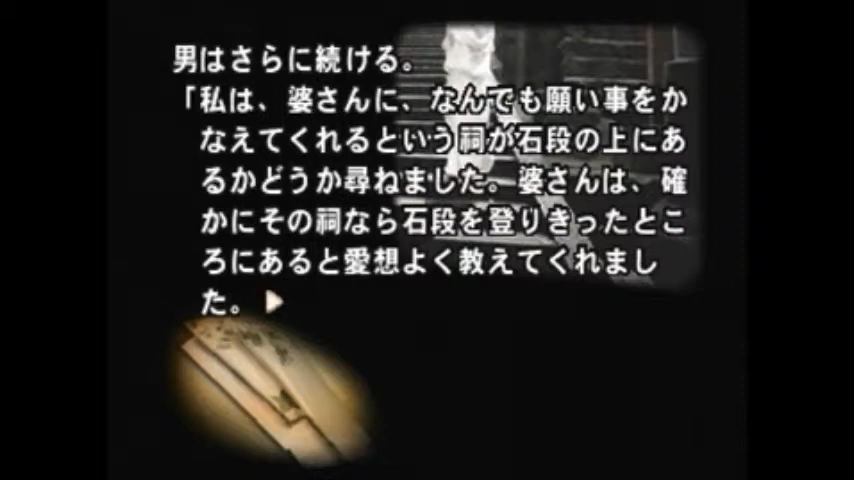 男はさらに続ける。
「私は、婆さんに、なんでも願い事をか
なえてくれるという祠が石段の上にあ
るかどうか尋ねました。婆さんは、確
かにその祠なら石段を登りきったとこ
ろにあると愛想よく教えてくれまし
た。